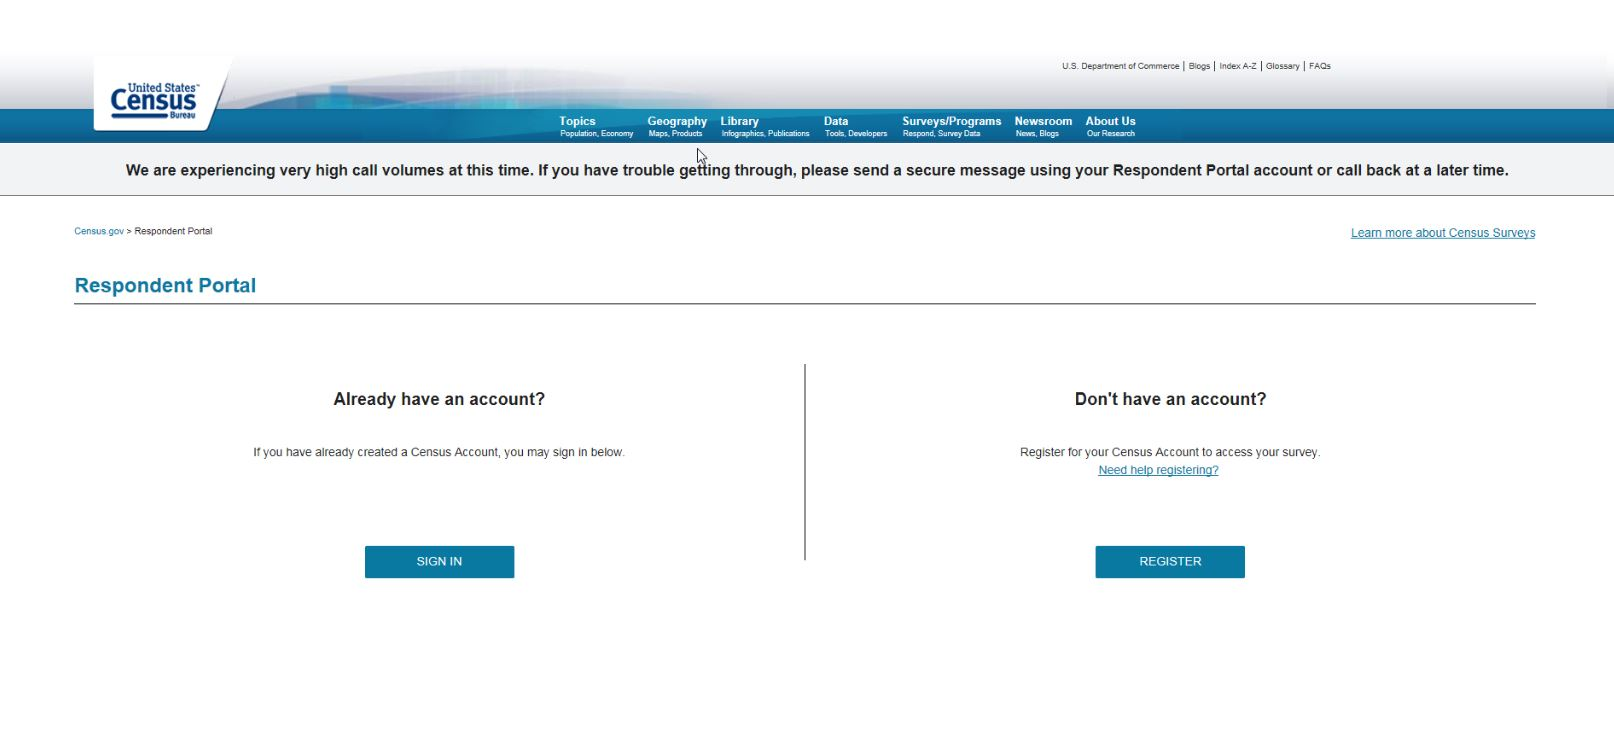 U.S. Department of Commerce | Blogs | Index A-Z | Glossary | FAQs
United States™
Census
Bureau
Topics
Population, Economy
Geography
Maps, Products
Library
Infographics, Publications
Data
Tools, Developers
Surveys/Programs
Respond, Survey Data
Newsroom
News, Blogs
About Us
Our Research
We are experiencing very high call volumes at this time. If you have trouble getting through, please send a secure message using your Respondent Portal account or call back at a later time.
Census.gov > Respondent Portal
Learn more about Census Surveys
Respondent Portal
Already have an account?
If you have already created a Census Account, you may sign in below.
SIGN IN
Don't have an account?
Register for your Census Account to access your survey.
Need help registering?
REGISTER